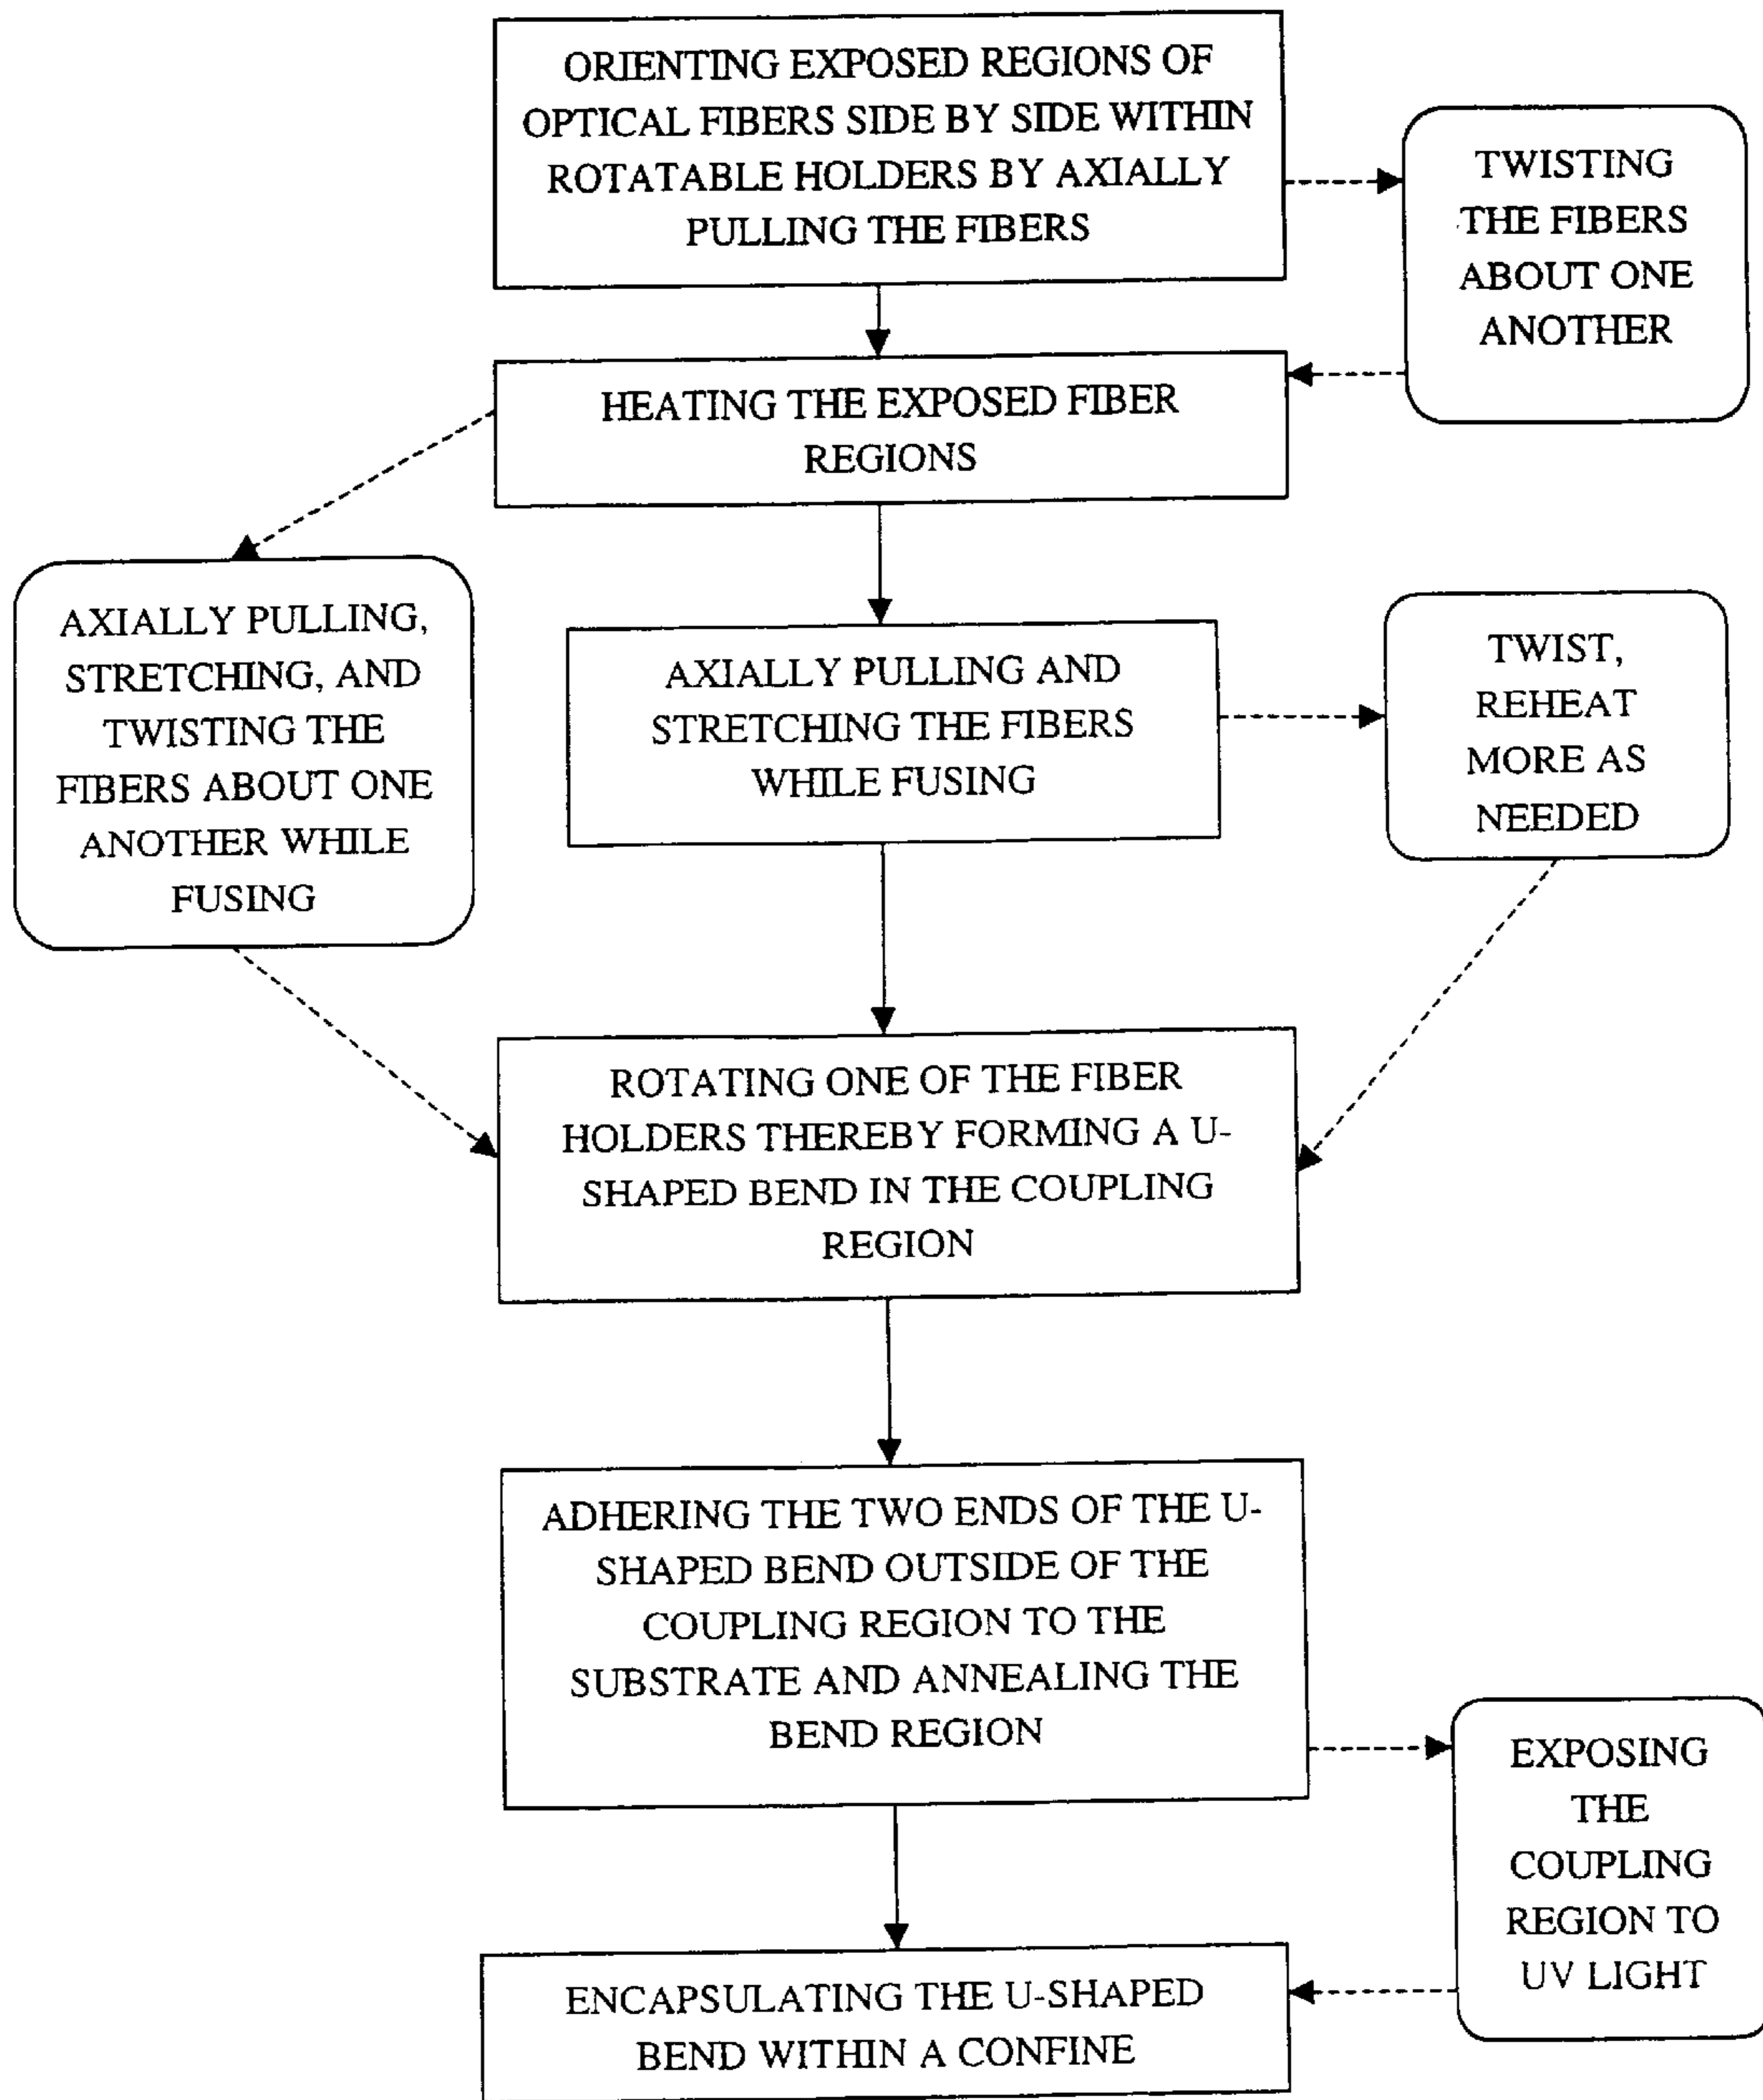 ORIENTING EXPOSED REGIONS OF
OPTICAL FIBERS SIDE BY SIDE WITHIN
ROTATABLE HOLDERS BY AXIALLY
PULLING THE FIBERS
TWISTING
THE FIBERS
ABOUT ONE
ANOTHER
HEATING THE EXPOSED FIBER
REGIONS
AXIALLY PULLING,
STRETCHING, AND
TWISTING THE
FIBERS ABOUT ONE
ANOTHER WHILE
FUSING
AXIALLY PULLING AND
STRETCHING THE FIBERS
WHILE FUSING
TWIST,
REHEAT
MORE AS
NEEDED
ROTATING ONE OF THE FIBER
HOLDERS THEREBY FORMING A U-
SHAPED BEND IN THE COUPLING
REGION
ADHERING THE TWO ENDS OF THE U-
SHAPED BEND OUTSIDE OF THE
COUPLING REGION TO THE
SUBSTRATE AND ANNEALING THE
BEND REGION
EXPOSING
THE
COUPLING
REGION TO
UV LIGHT
ENCAPSULATING THE U-SHAPED
BEND WITHIN A CONFINE